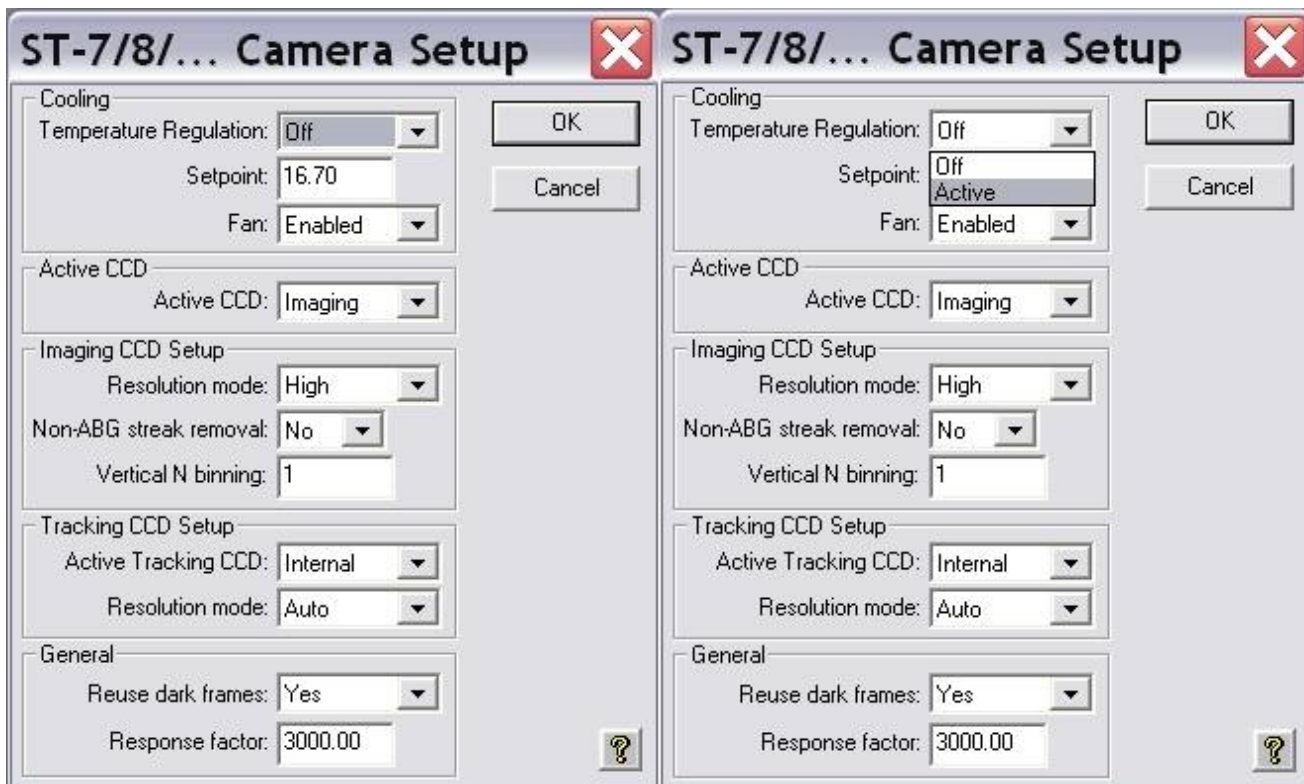 ST-7/8/... Camera Setup
Cooling
Temperature Regulation: Off
Setpoint: 16.70
Fan: Enabled
OK
Cancel
Active CCD
Active CCD: Imaging
Imaging CCD Setup
Resolution mode: High
Non-ABG streak removal: No
Vertical N binning: 1
Tracking CCD Setup
Active Tracking CCD: Internal
Resolution mode: Auto
General
Reuse dark frames: Yes
Response factor: 3000.00
?
ST-7/8/... Camera Setup
Cooling
Temperature Regulation: Off
Off
Setpoint:
Active
Fan: Enabled
OK
Cancel
Active CCD
Active CCD: Imaging
Imaging CCD Setup
Resolution mode: High
Non-ABG streak removal: No
Vertical N binning: 1
Tracking CCD Setup
Active Tracking CCD: Internal
Resolution mode: Auto
General
Reuse dark frames: Yes
Response factor: 3000.00
?